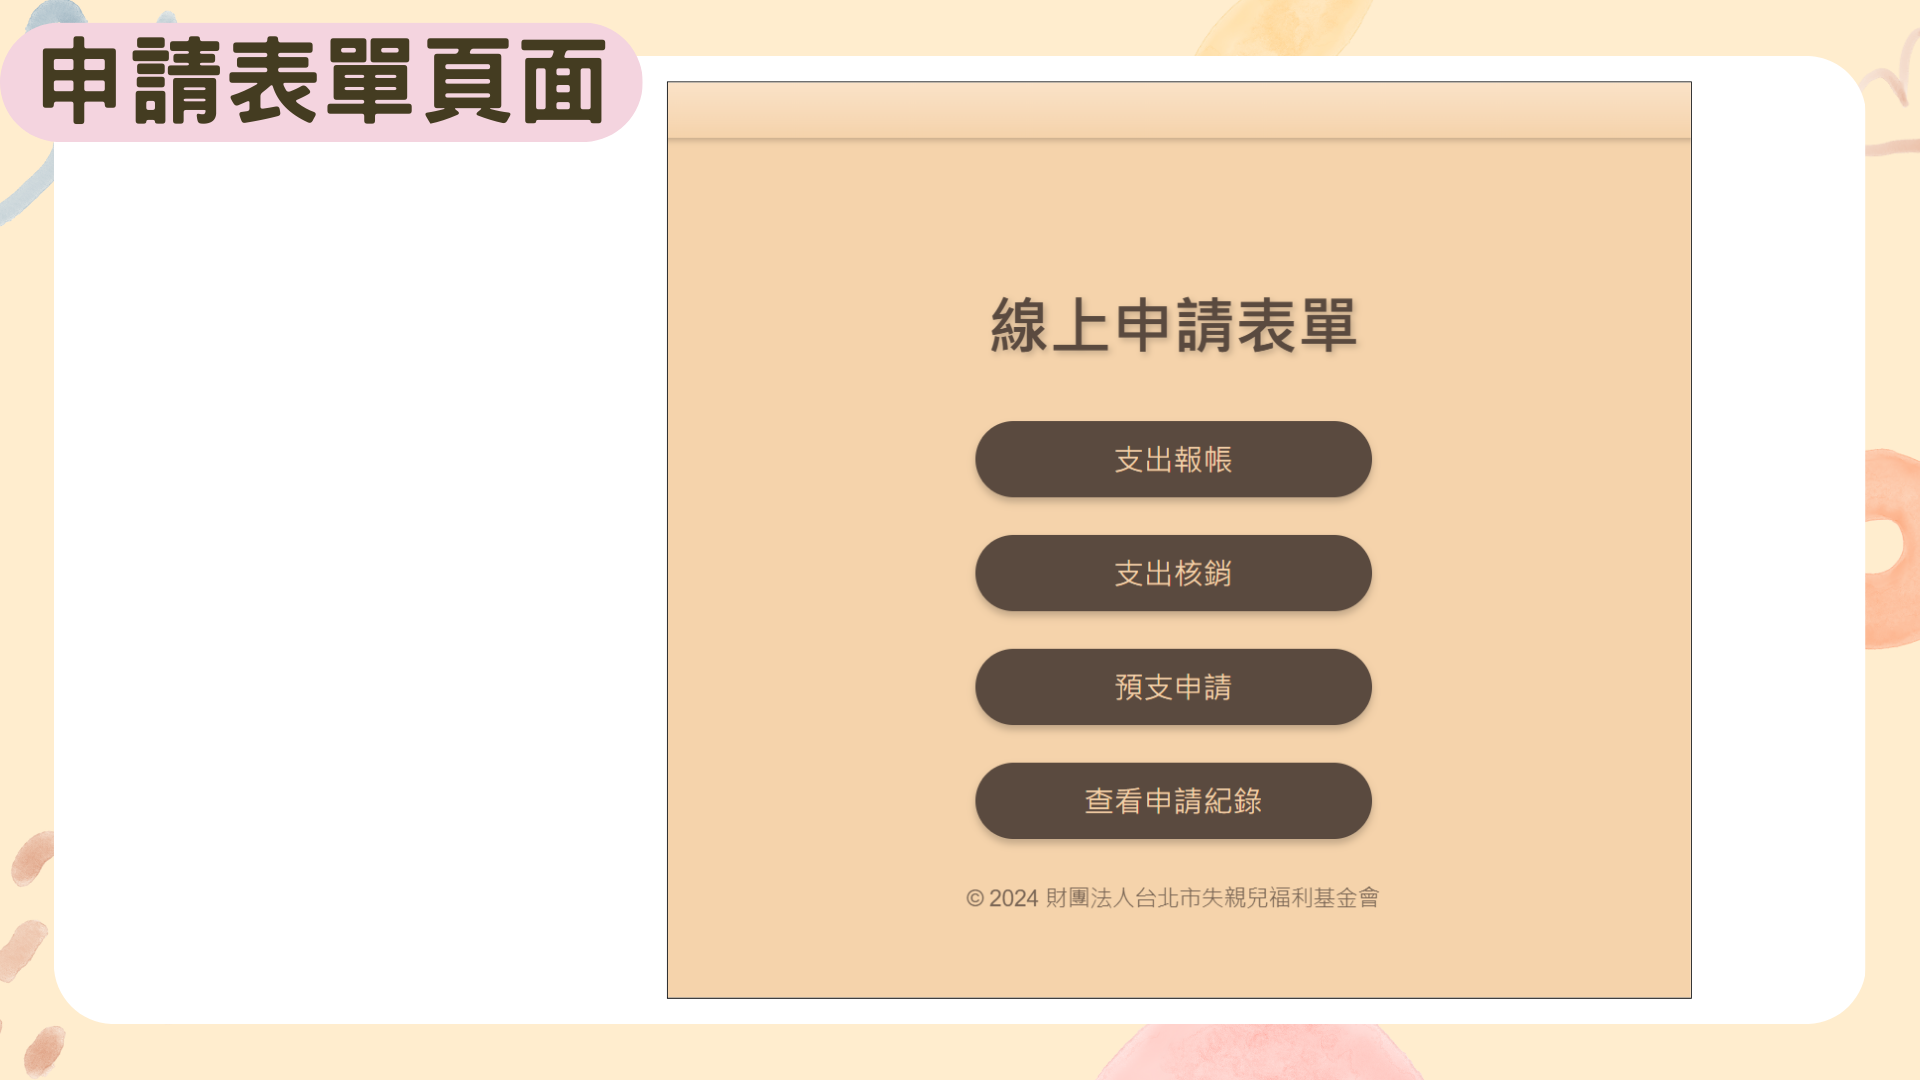 申請表單頁面
線上申請表單
支出報帳
支出核銷
預支申請
查看申請紀錄
© 2024 財團法人台北市失親兒福利基金會